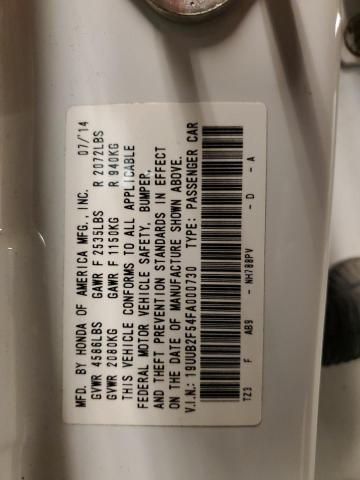 MFD. BY HONDA OF AMERICA MFG., INC. 07/'14
GVWR 4586LBS GAWR F 2535LBS R 2072LBS
GVWR 2080KG GAWR F 1150KG R 940KG
THIS VEHICLE CONFORMS TO ALL APPLICABLE
FEDERAL MOTOR VEHICLE SAFETY, BUMPER,
AND THEFT PREVENTION STANDARDS IN EFFECT
ON THE DATE OF MANUFACTURE SHOWN ABOVE.
V.I.N.: 19UUB2F54FA000730 TYPE: PASSENGER CAR
TZ3 F AB9 - NH788PV - D - A